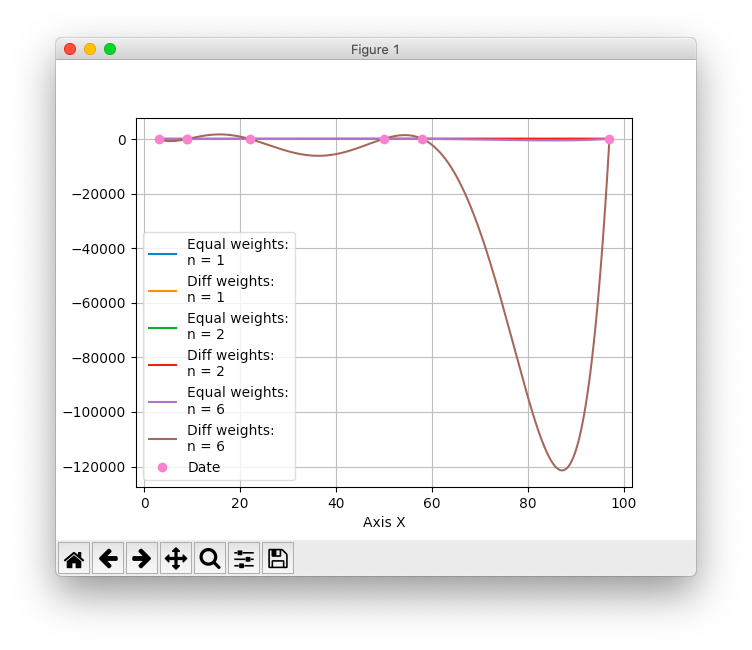 Figure 1
0
−20000
−40000
−60000
−80000
−100000
−120000
Equal weights:
n = 1
Diff weights:
n = 1
Equal weights:
n = 2
Diff weights:
n = 2
Equal weights:
n = 6
Diff weights:
n = 6
Date
0 20 40 60 80 100
Axis X